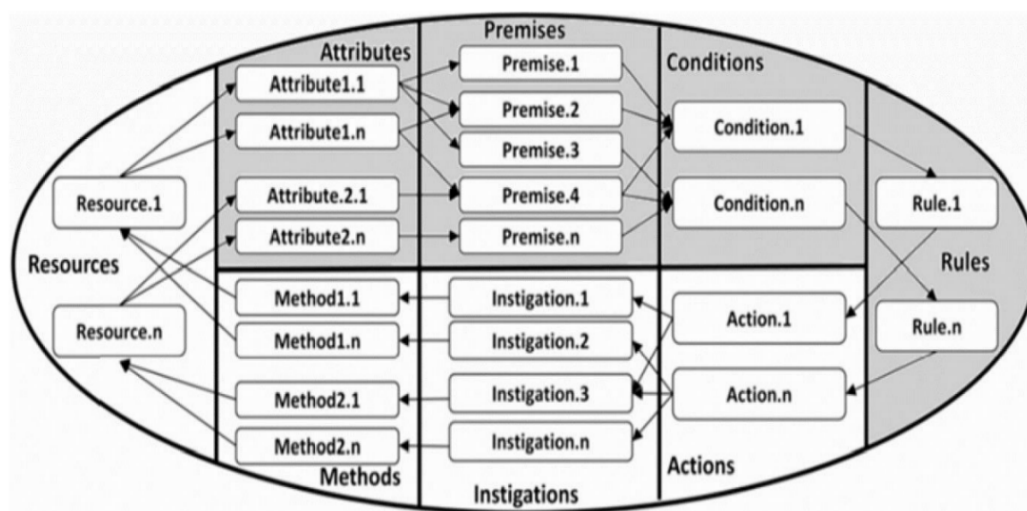 Premises
Attributes
Conditions
Premise.1
Attribute1.1
Premise.2
Attribute1.n
Condition.1
Premise.3
Resource.1
Attribute.2.1
Premise.4
Condition.n
Rule.1
Attribute2.n
Premise.n
Resources
Rules
Method1.1
Instigation.1
Action.1
Resource.n
Method1.n
Instigation.2
Rule.n
Method2.1
Instigation.3
Action.n
Method2.n
Instigation.n
Methods
Actions
Instigations